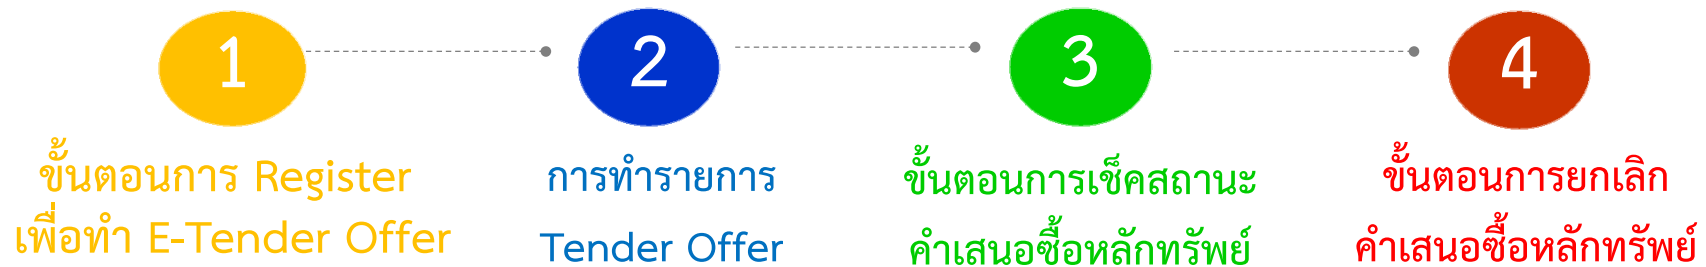 1
2
3
4
ขั้นตอนการ Register
เพื่อทำ E-Tender Offer
การทำรายการ
Tender Offer
ขั้นตอนการเช็คสถานะ
คำเสนอซื้อหลักทรัพย์
ขั้นตอนการยกเลิก
คำเสนอซื้อหลักทรัพย์